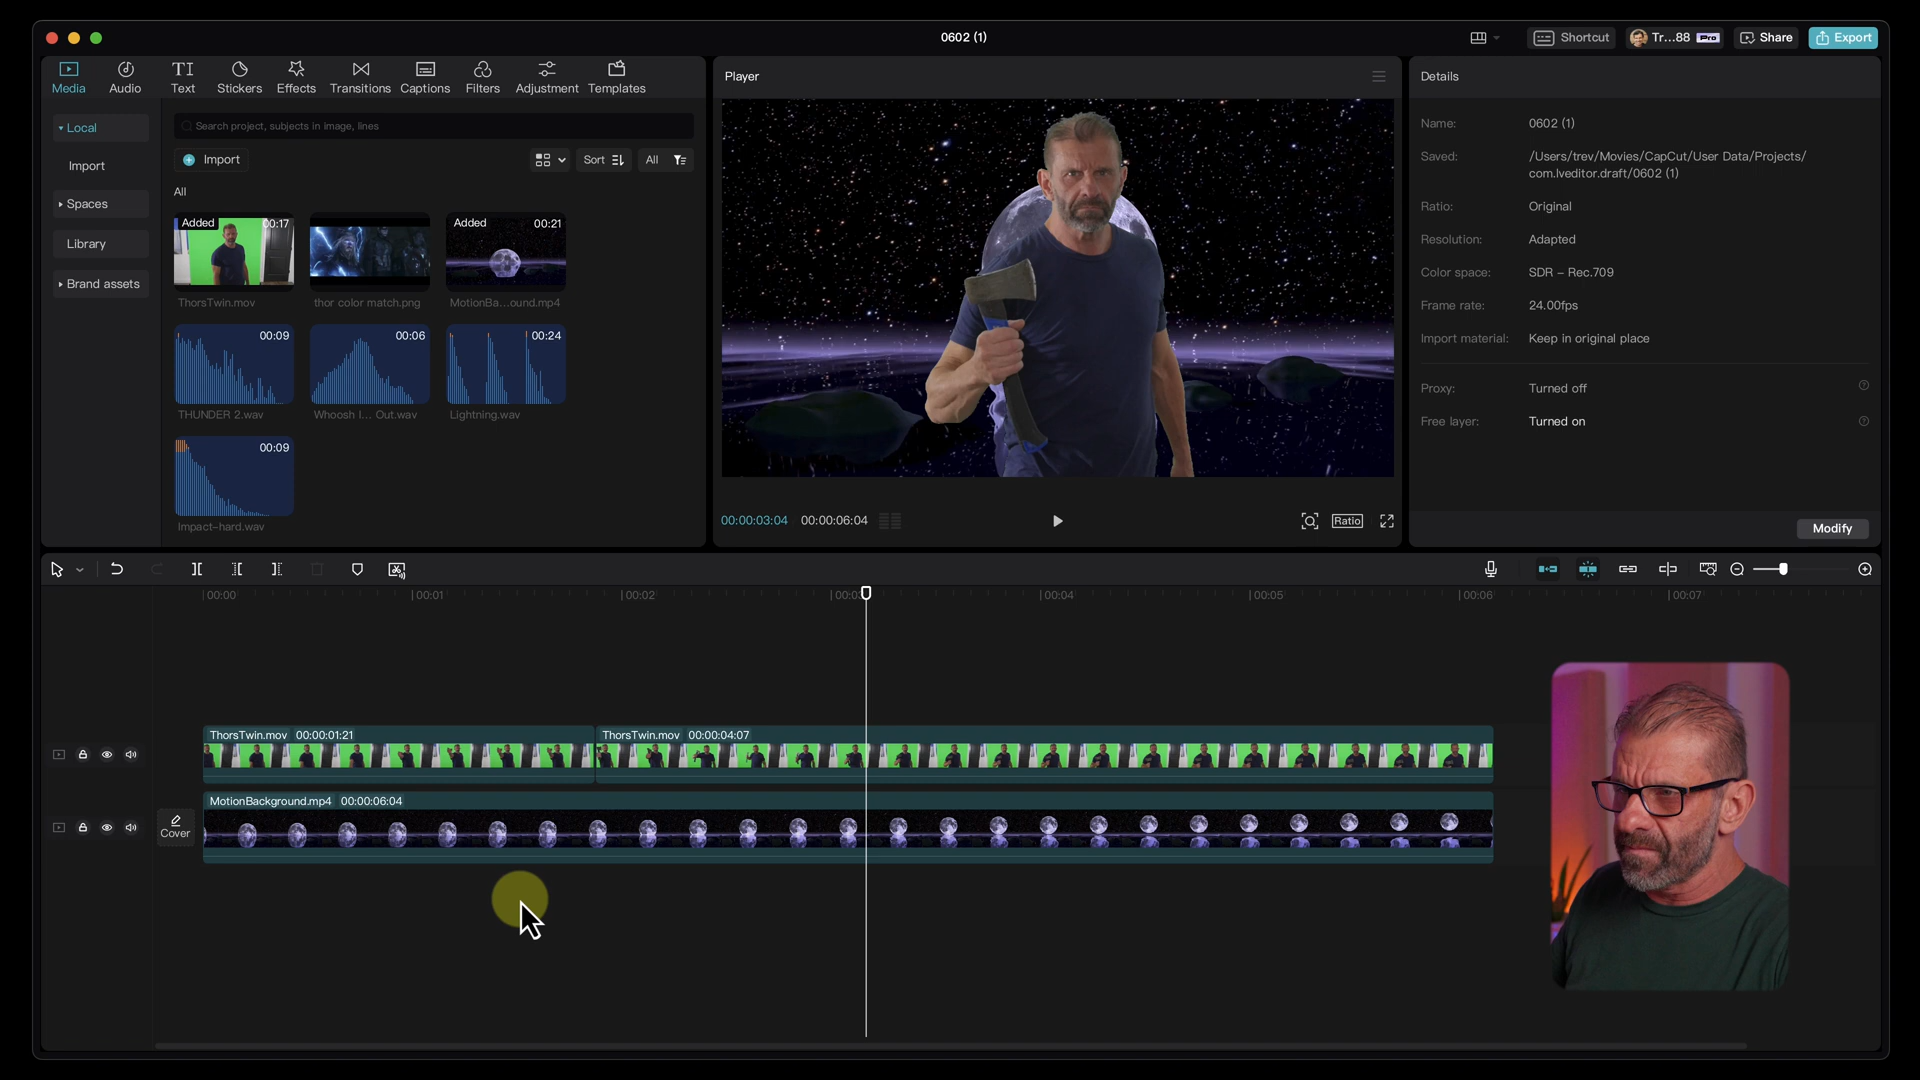 0602 (1)
Shortcut
Tr...88 Pro
Share
Export
Media
Audio
TI
Text
Stickers
Effects
Transitions
Captions
Filters
Adjustment
Templates
Local
Import
Spaces
Library
Brand assets
Search project, subjects in image, lines
Import
Sort
All
All
Added 00:17
ThorsTwin.mov
thor color match.png
Added 00:21
MotionBa...ound.mp4
00:09
THUNDER 2.wav
00:06
Whoosh I... Out.wav
00:24
Lightning.wav
00:09
Impact-hard.wav
Player
00:00:03:04 00:00:06:04
Ratio
Details
Name: 0602 (1)
Saved: /Users/trev/Movies/CapCut/User Data/Projects/
com.lveditor.draft/0602 (1)
Ratio: Original
Resolution: Adapted
Color space: SDR – Rec.709
Frame rate: 24.00fps
Import material: Keep in original place
Proxy: Turned off
Free layer: Turned on
Modify
00:00 00:01 00:02 00:03 00:04 00:05 00:06 00:07
ThorsTwin.mov 00:00:01:21
ThorsTwin.mov 00:00:04:07
Cover
MotionBackground.mp4 00:00:06:04